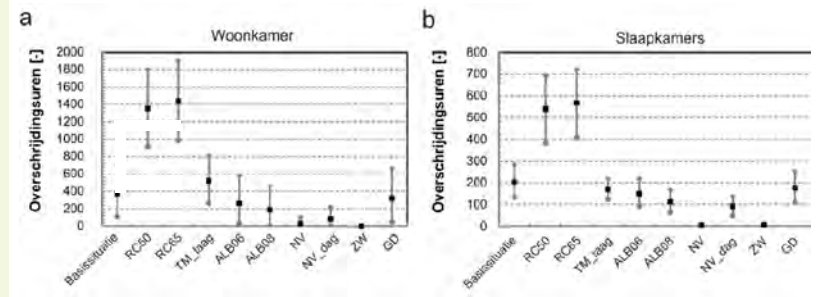 a
Woonkamer
Overschrijdingsuren [-]
2000
1800
1600
1400
1200
1000
800
600
400
200
0
Basissituatie
RC50
RC65
TM_laag
ALB06
ALB08
NV
NV_dag
ZW
GD
b
Slaapkamers
Overschrijdingsuren [-]
800
700
600
500
400
300
200
100
0
Basissituatie
RC50
RC65
TM_laag
ALB06
ALB08
NV
NV_dag
ZW
GD